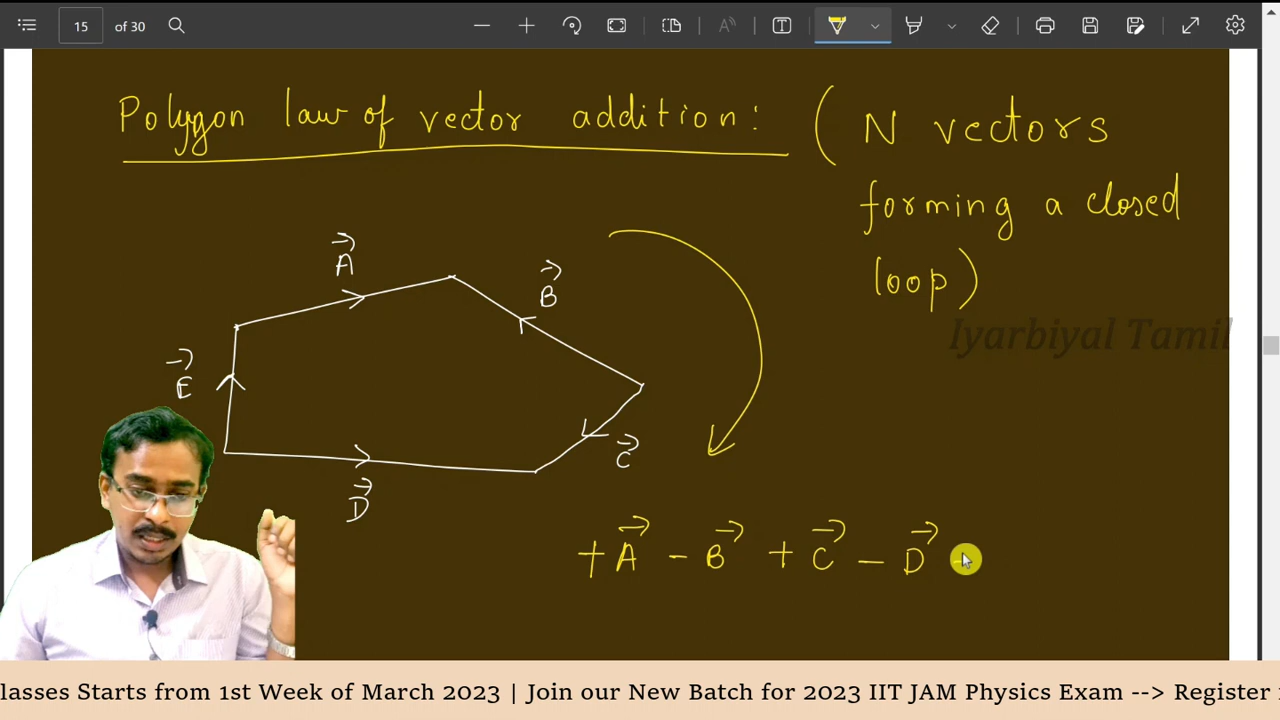 15 of 30
Polygon law of vector addition: ( N vectors
forming a closed
loop)
A⃗
B⃗
Iyarbiyal Tamil
E⃗
C⃗
D⃗
+A⃗ - B⃗ + C⃗ - D⃗
lasses Starts from 1st Week of March 2023 | Join our New Batch for 2023 IIT JAM Physics Exam --> Register